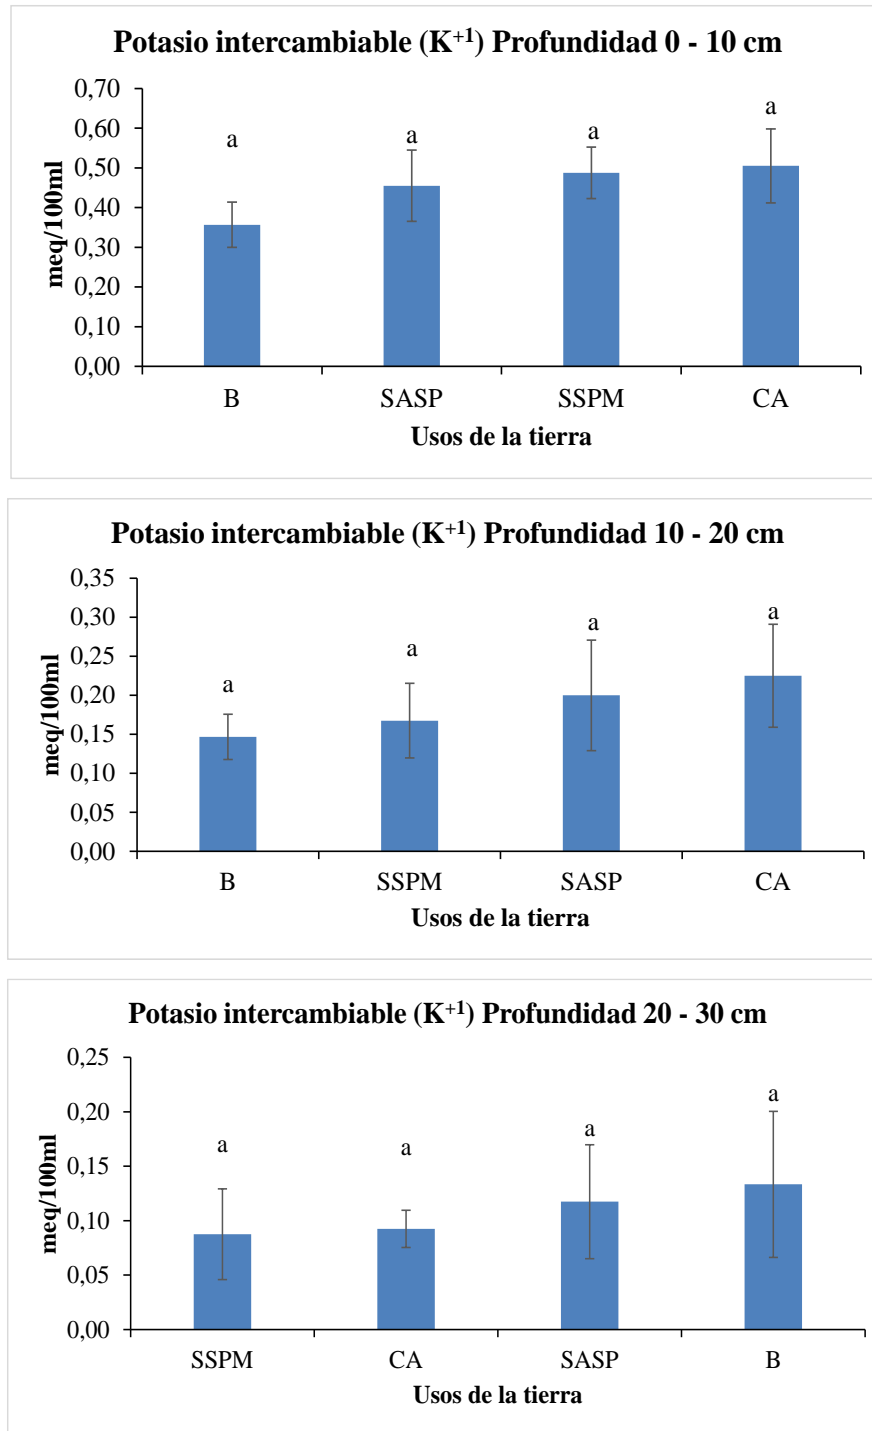 Potasio intercambiable (K+1) Profundidad 0 - 10 cm
0,70
0,60
0,50
0,40
0,30
0,20
0,10
0,00
meq/100ml
a a a a
B SASP SSPM CA
Usos de la tierra
Potasio intercambiable (K+1) Profundidad 10 - 20 cm
0,35
0,30
0,25
0,20
0,15
0,10
0,05
0,00
meq/100ml
a a a a
B SSPM SASP CA
Usos de la tierra
Potasio intercambiable (K+1) Profundidad 20 - 30 cm
0,25
0,20
0,15
0,10
0,05
0,00
meq/100ml
a a a a
SSPM CA SASP B
Usos de la tierra